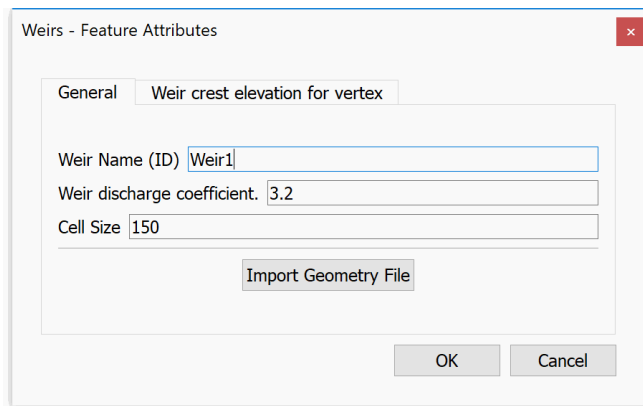 Weirs - Feature Attributes
×
General Weir crest elevation for vertex
Weir Name (ID) Weir1
Weir discharge coefficient. 3.2
Cell Size 150
Import Geometry File
OK Cancel